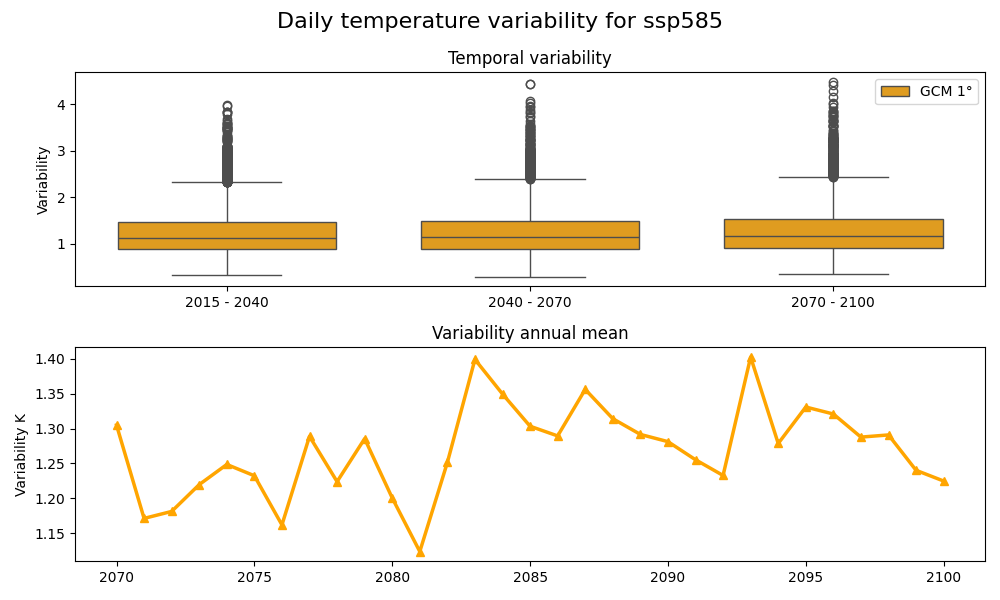 Daily temperature variability for ssp585
Temporal variability
4
3
2
1
Variability
GCM 1°
2015 - 2040
2040 - 2070
2070 - 2100
Variability annual mean
1.40
1.35
1.30
1.25
1.20
1.15
Variability K
2070
2075
2080
2085
2090
2095
2100